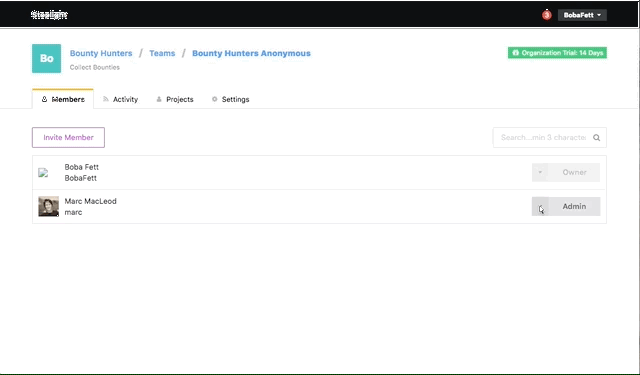 3
BobaFett
Bo
Bounty Hunters / Teams / Bounty Hunters Anonymous
Collect Bounties
Organization Trial: 14 Days
Members
Activity
Projects
Settings
Invite Member
Search...min 3 characte
Boba Fett
BobaFett
Owner
Marc MacLeod
marc
Admin